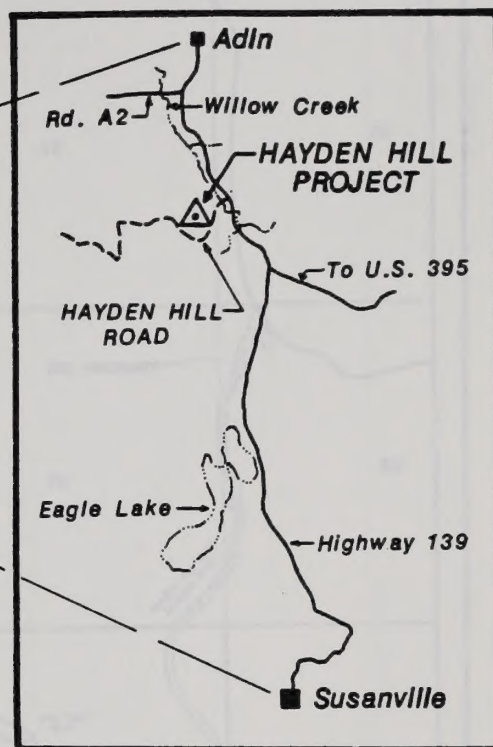 Adin
Rd. A2
Willow Creek
HAYDEN HILL
PROJECT
To U.S. 395
HAYDEN HILL
ROAD
Eagle Lake
Highway 139
Susanville